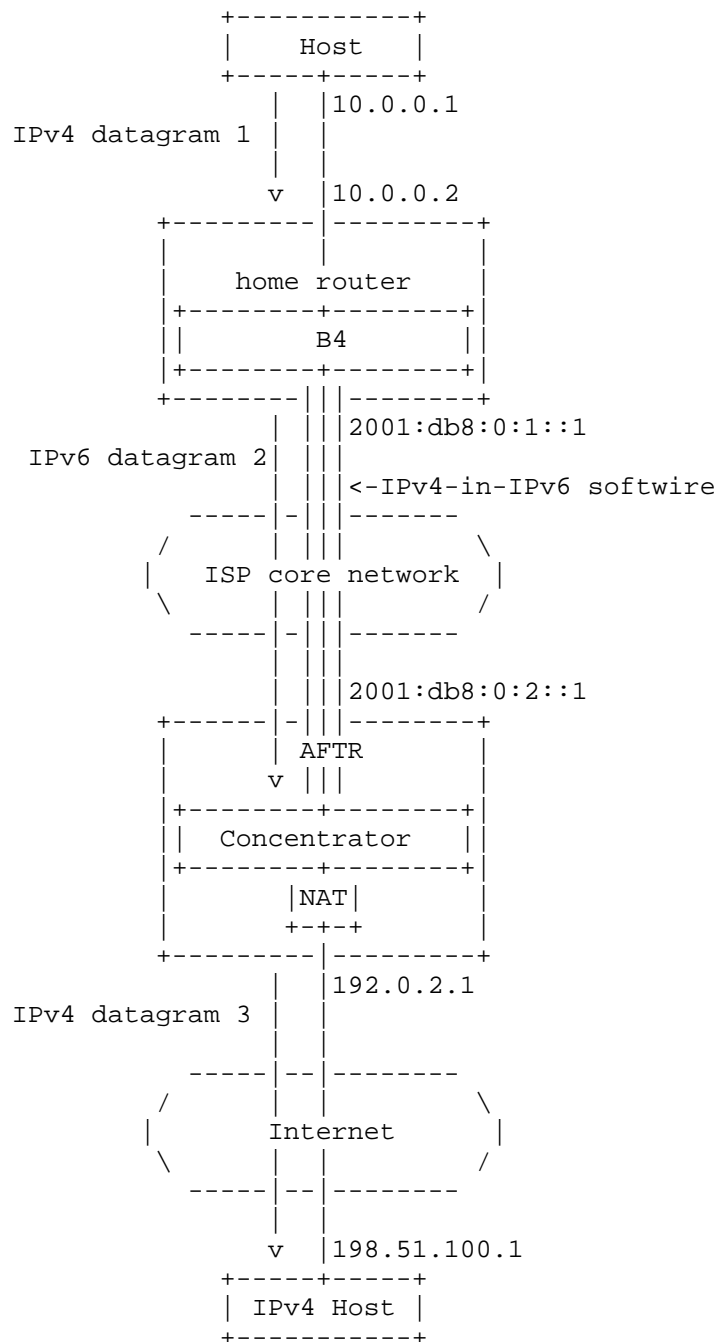 Host
10.0.0.1
IPv4 datagram 1
v 10.0.0.2
home router
B4
2001:db8:0:1::1
IPv6 datagram 2
<-IPv4-in-IPv6 softwire
ISP core network
2001:db8:0:2::1
AFTR
v
Concentrator
NAT
192.0.2.1
IPv4 datagram 3
Internet
v 198.51.100.1
IPv4 Host